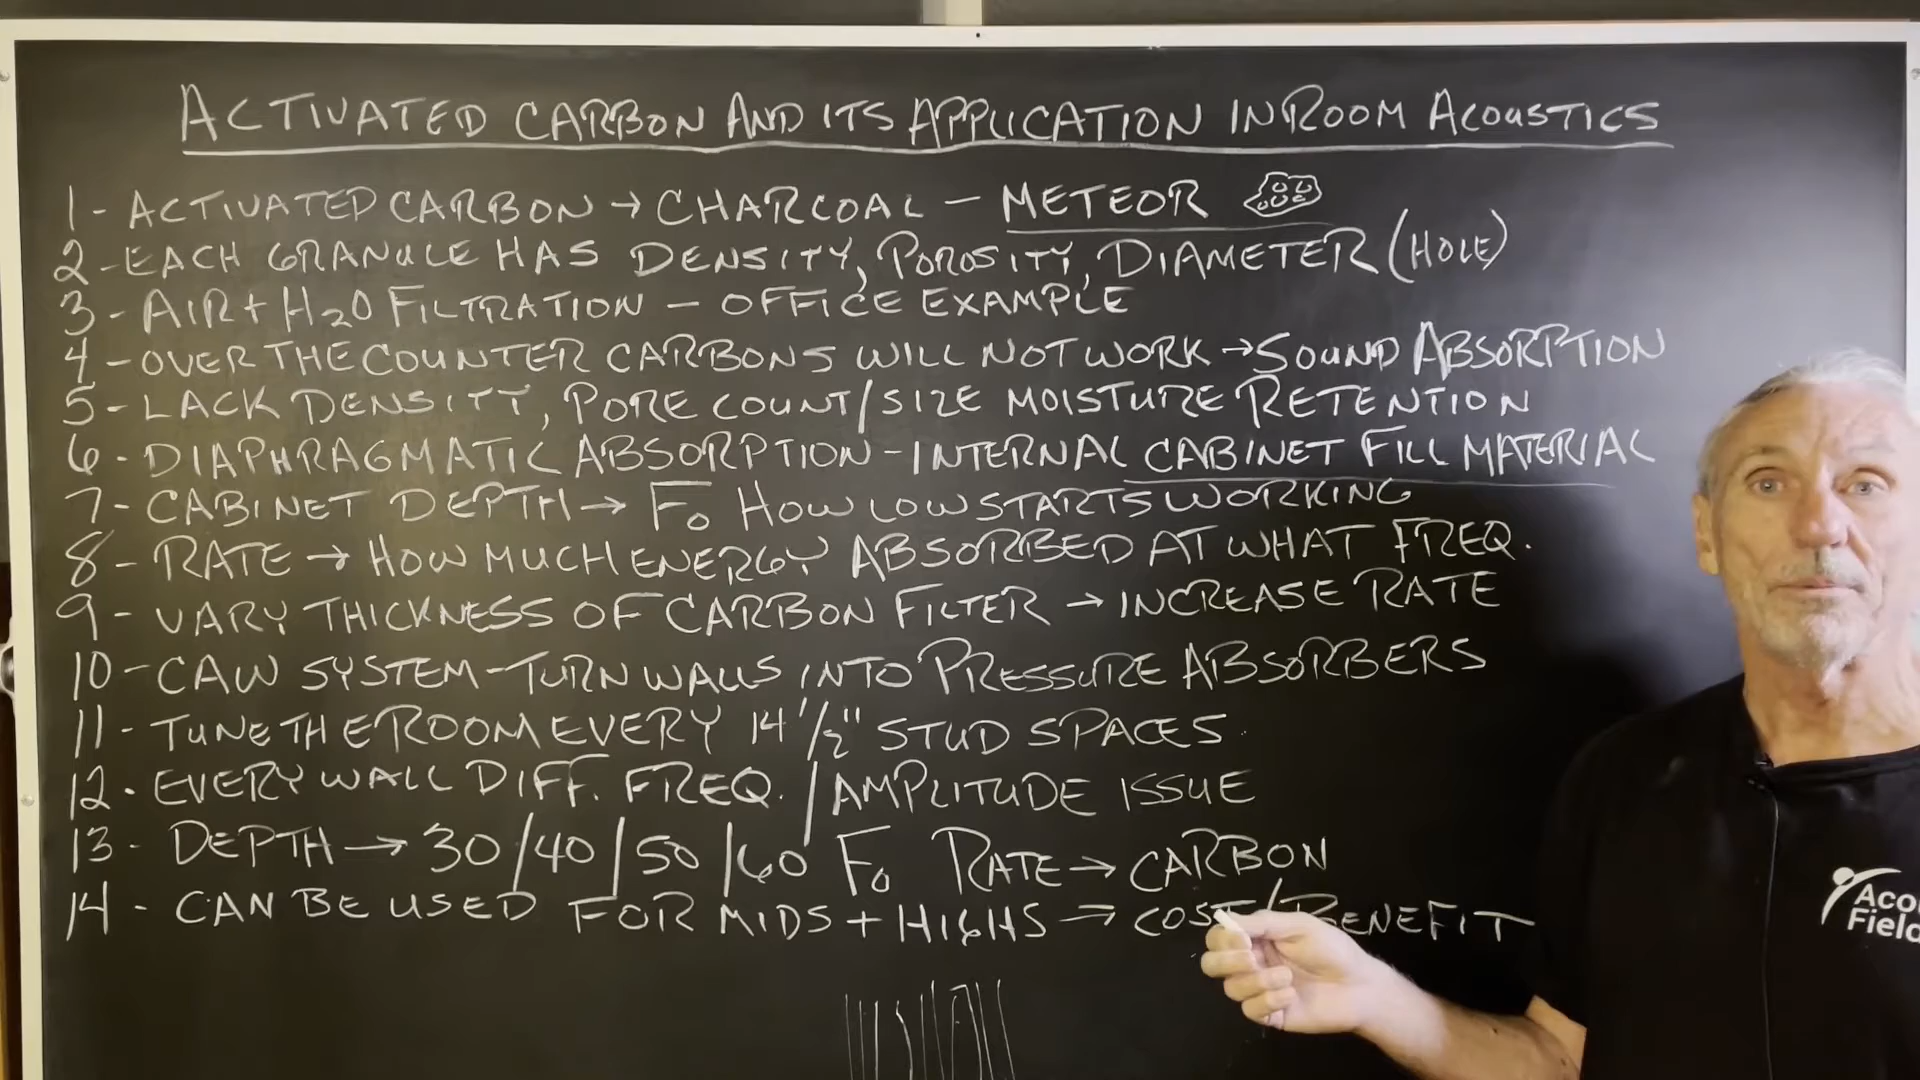 ACTIVATED CARBON AND ITS APPLICATION IN ROOM ACOUSTICS
1 - ACTIVATED CARBON → CHARCOAL – METEOR
2 - EACH GRANULE HAS DENSITY, POROSITY, DIAMETER (HOLE)
3 - AIR + H2O FILTRATION – OFFICE EXAMPLE
4 - OVER THE COUNTER CARBONS WILL NOT WORK → SOUND ABSORPTION
5 - LACK DENSITY, PORE COUNT/SIZE MOISTURE RETENTION
6 - DIAPHRAGMATIC ABSORPTION - INTERNAL CABINET FILL MATERIAL
7 - CABINET DEPTH → Fo HOW LOW STARTS WORKING
8 - RATE → HOW MUCH ENERGY ABSORBED AT WHAT FREQ.
9 - VARY THICKNESS OF CARBON FILTER → INCREASE RATE
10 - CAW SYSTEM - TURN WALLS INTO PRESSURE ABSORBERS
11 - TUNE THE ROOM EVERY 14 1/2" STUD SPACES
12. EVERY WALL DIFF. FREQ. / AMPLITUDE ISSUE
13 - DEPTH → 30/40/50/60 Fo RATE → CARBON
14 - CAN BE USED FOR MIDS + HIGHS → COST/BENEFIT
Aco
Field